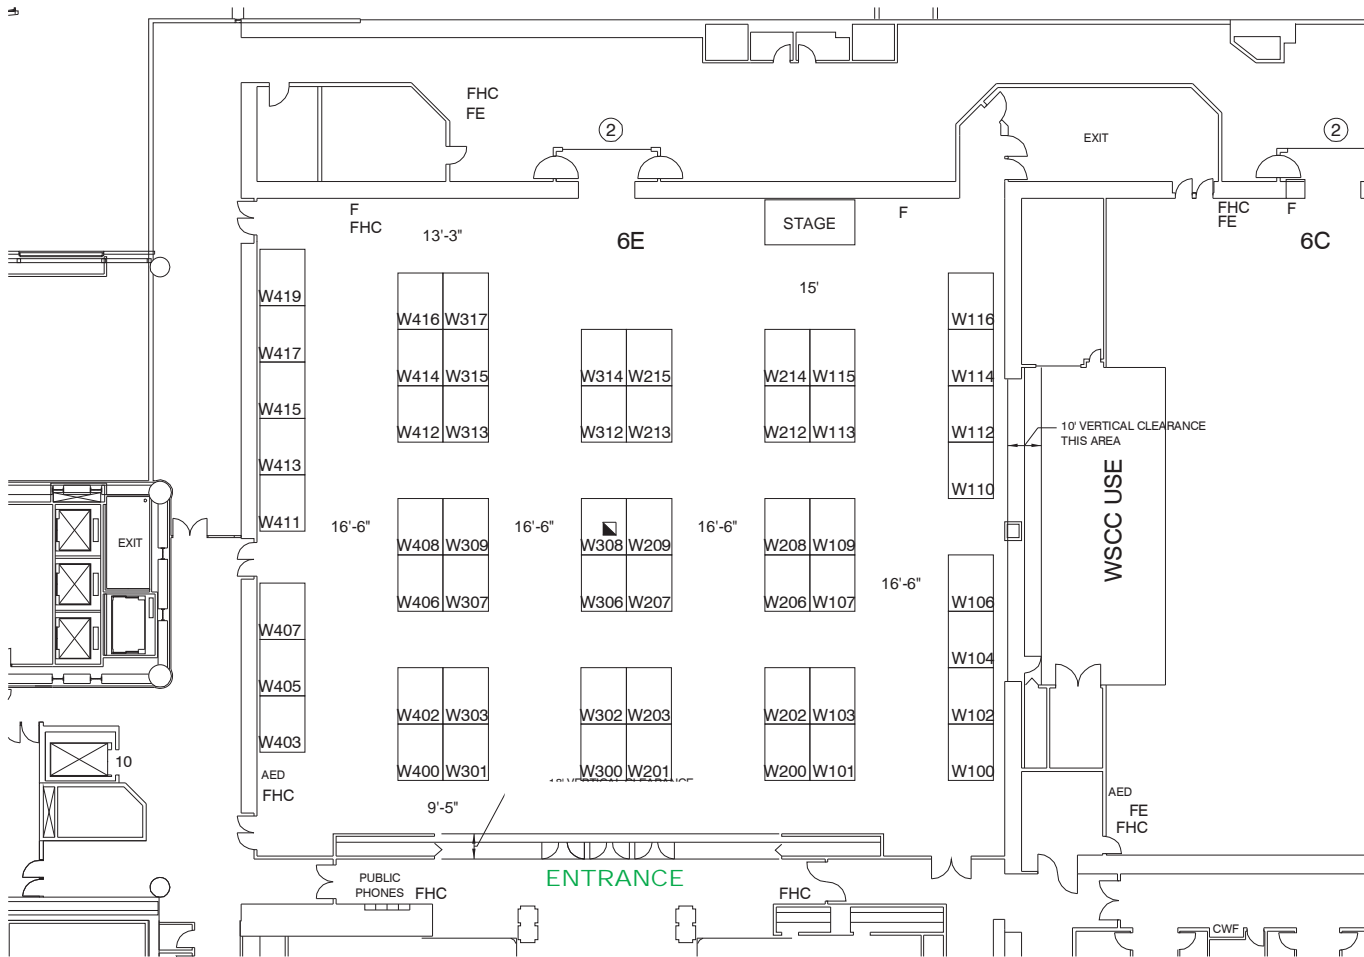 FHC
FE
2
2
EXIT
F
FHC
13'-3"
6E
STAGE
F
FHC
FE
F
6C
15'
W419
W416 W317
W116
W417
W414 W315
W314 W215
W214 W115
W114
W415
W412 W313
W312 W213
W212 W113
W112
10' VERTICAL CLEARANCE
THIS AREA
W413
W110
WSCC USE
W411
16'-6"
16'-6"
16'-6"
EXIT
W408 W309
W308 W209
W208 W109
16'-6"
W406 W307
W306 W207
W206 W107
W106
W407
W104
W405
W402 W303
W302 W203
W202 W103
W102
W403
10
W400 W301
W300 W201
W200 W101
W100
AED
FHC
18' VERTICAL CLEARANCE
9'-5"
AED
FE
FHC
PUBLIC
PHONES
FHC
ENTRANCE
FHC
CWF